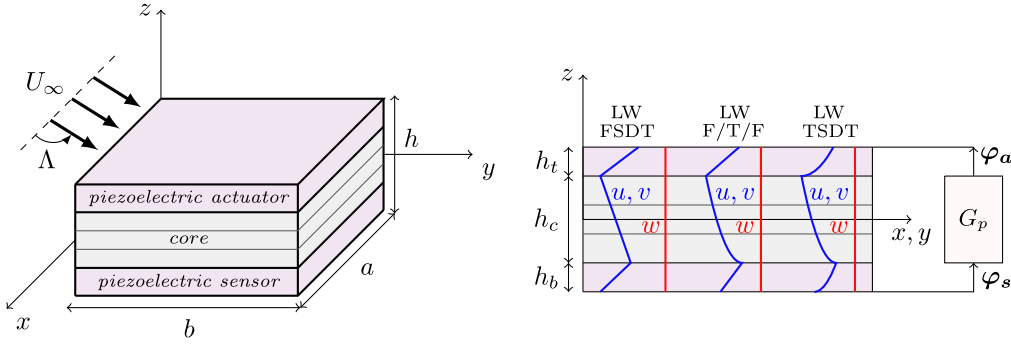 z
U∞
Λ
h
y
piezoelectric actuator
core
piezoelectric sensor
a
x
b
z
LW
FSDT
LW
F/T/F
LW
TSDT
h_t
φ_a
u, v
u, v
u, v
h_c
w
w
w
G_p
x, y
h_b
φ_s